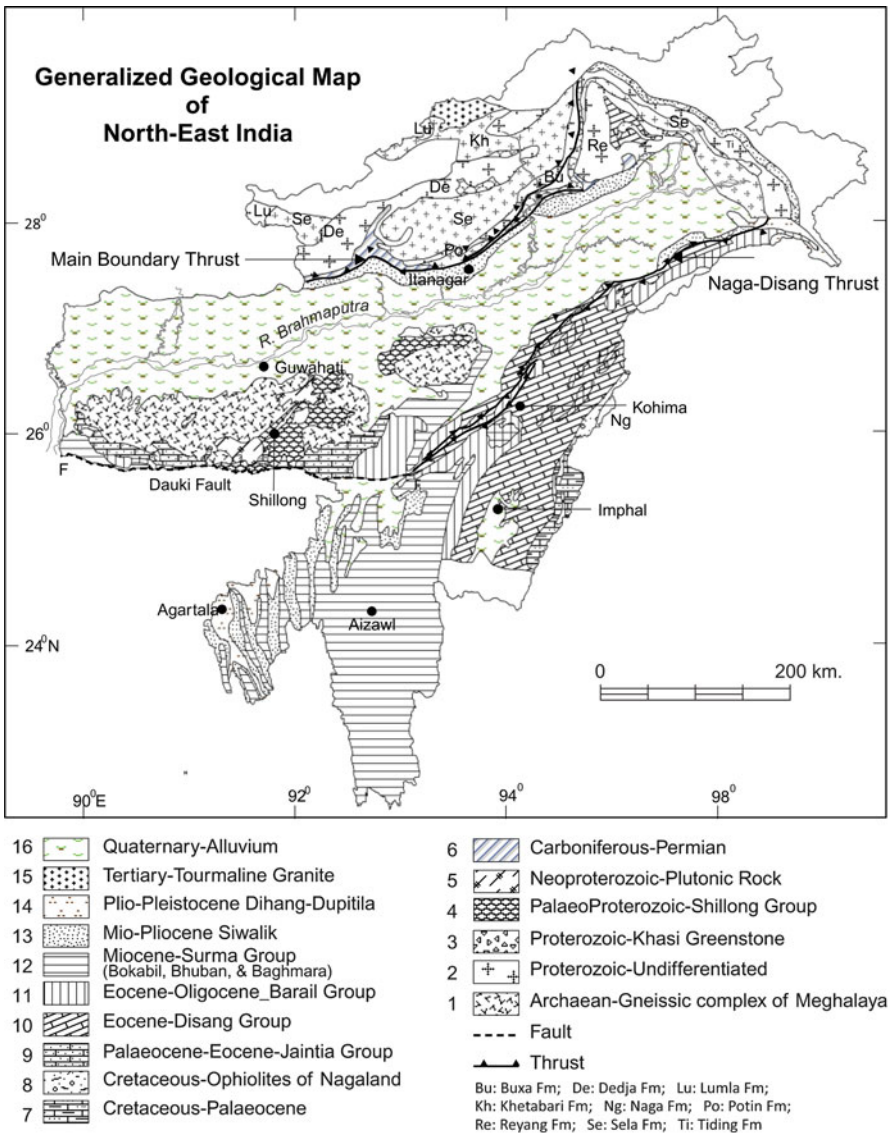 Generalized Geological Map
of
North-East India
Lu
Kh
Se
Ti
Re
Bu
De
Se
28⁰
Lu
Se
De
Po
Main Boundary Thrust
Itanagar
Naga-Disang Thrust
R. Brahmaputra
Guwahati
Kohima
Ng
26⁰
F
Dauki Fault
Shillong
Imphal
Agartala
Aizawl
24⁰N
0 200 km.
90⁰E 92⁰ 94⁰ 98⁰
16 Quaternary-Alluvium
15 Tertiary-Tourmaline Granite
14 Plio-Pleistocene Dihang-Dupitila
13 Mio-Pliocene Siwalik
12 Miocene-Surma Group
(Bokabil, Bhuban, & Baghmara)
11 Eocene-Oligocene_Barail Group
10 Eocene-Disang Group
9 Palaeocene-Eocene-Jaintia Group
8 Cretaceous-Ophiolites of Nagaland
7 Cretaceous-Palaeocene
6 Carboniferous-Permian
5 Neoproterozoic-Plutonic Rock
4 PalaeoProterozoic-Shillong Group
3 Proterozoic-Khasi Greenstone
2 Proterozoic-Undifferentiated
1 Archaean-Gneissic complex of Meghalaya
Fault
Thrust
Bu: Buxa Fm; De: Dedja Fm; Lu: Lumla Fm;
Kh: Khetabari Fm; Ng: Naga Fm; Po: Potin Fm;
Re: Reyang Fm; Se: Sela Fm; Ti: Tiding Fm